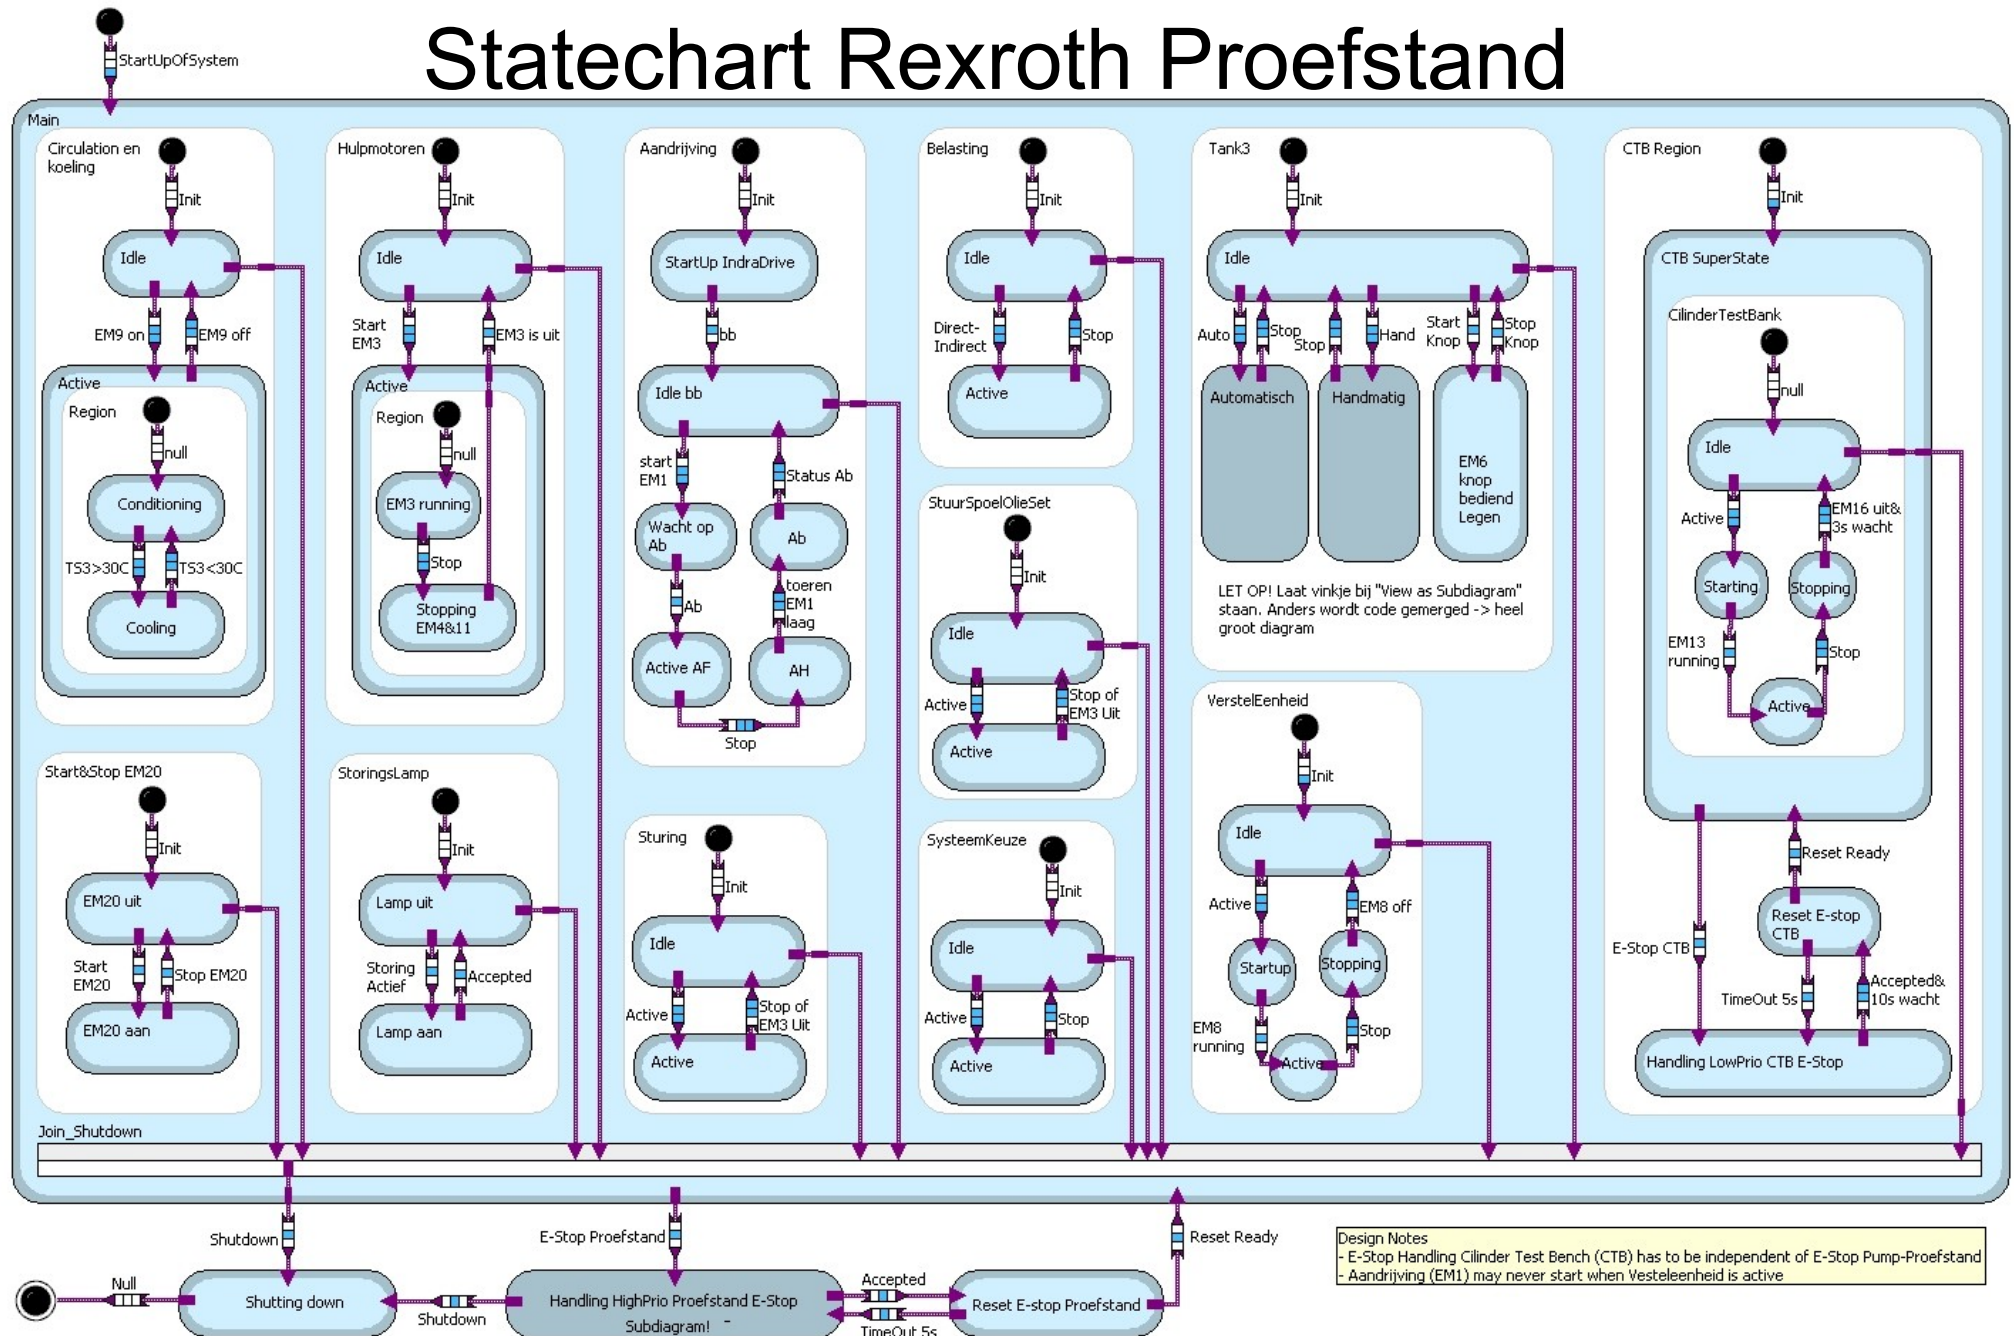 Statechart Rexroth Proefstand
StartUpOfSystem
Main
Circulation en
koeling
Init
Idle
EM9 on
EM9 off
Active
Region
null
Conditioning
TS3>30C
TS3<30C
Cooling
Hulpmotoren
Init
Idle
Start
EM3
EM3 is uit
Active
Region
null
EM3 running
Stop
Stopping
EM4&11
Aandrijving
Init
StartUp IndraDrive
bb
Idle bb
start
EM1
Status Ab
Wacht op
Ab
Ab
Ab
toeren
EM1
laag
Active AF
AH
Stop
Belasting
Init
Idle
Direct-
Indirect
Stop
Active
Tank3
Init
Idle
Auto
Stop
Stop
Hand
Start
Knop
Stop
Knop
Automatisch
Handmatig
EM6
knop
bediend
Legen
LET OP! Laat vinkje bij "View as Subdiagram"
staan. Anders wordt code gemerged -> heel
groot diagram
CTB Region
Init
CTB SuperState
CilinderTestBank
null
Idle
Active
EM16 uit&
3s wacht
Starting
Stopping
EM13
running
Stop
Active
Reset Ready
Reset E-stop
CTB
E-Stop CTB
TimeOut 5s
Accepted&
10s wacht
Handling LowPrio CTB E-Stop
StuurSpoelOlieSet
Init
Idle
Active
Stop of
EM3 Uit
Active
VerstelEenheid
Init
Idle
Active
EM8 off
Startup
Stopping
EM8
running
Stop
Active
Start&Stop EM20
Init
EM20 uit
Start
EM20
Stop EM20
EM20 aan
StoringsLamp
Init
Lamp uit
Storing
Actief
Accepted
Lamp aan
Sturing
Init
Idle
Active
Stop of
EM3 Uit
Active
SysteemKeuze
Init
Idle
Active
Stop
Active
Join_Shutdown
Shutdown
E-Stop Proefstand
Reset Ready
Null
Shutting down
Shutdown
Handling HighPrio Proefstand E-Stop
Subdiagram!
Accepted
TimeOut 5s
Reset E-stop Proefstand
Design Notes
- E-Stop Handling Cilinder Test Bench (CTB) has to be independent of E-Stop Pump-Proefstand
- Aandrijving (EM1) may never start when Vesteleenheid is active